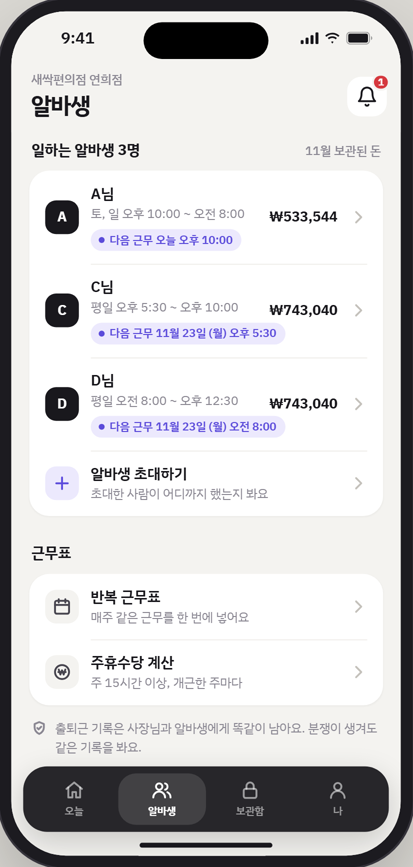 9:41
새싹편의점 연희점
알바생
1
일하는 알바생 3명
11월 보관된 돈
A
A님
토, 일 오후 10:00 ~ 오전 8:00
₩533,544
다음 근무 오늘 오후 10:00
C
C님
평일 오후 5:30 ~ 오후 10:00
₩743,040
다음 근무 11월 23일 (월) 오후 5:30
D
D님
평일 오전 8:00 ~ 오후 12:30
₩743,040
다음 근무 11월 23일 (월) 오전 8:00
알바생 초대하기
초대한 사람이 어디까지 했는지 봐요
근무표
반복 근무표
매주 같은 근무를 한 번에 넣어요
주휴수당 계산
주 15시간 이상, 개근한 주마다
출퇴근 기록은 사장님과 알바생에게 똑같이 남아요. 분쟁이 생겨도
같은 기록을 봐요.
오늘
알바생
보관함
나